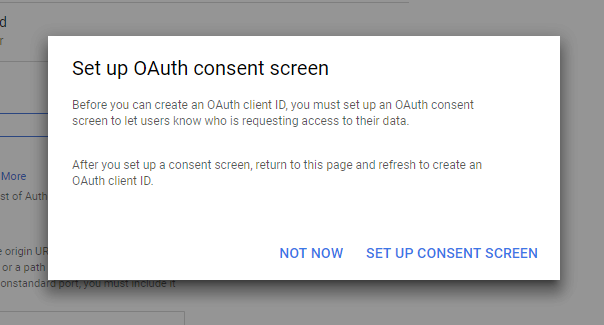 d
r
Set up OAuth consent screen
Before you can create an OAuth client ID, you must set up an OAuth consent
screen to let users know who is requesting access to their data.
After you set up a consent screen, return to this page and refresh to create an
OAuth client ID.
More
st of Auth
e origin UR
or a path
onstandard port, you must include it
NOT NOW SET UP CONSENT SCREEN